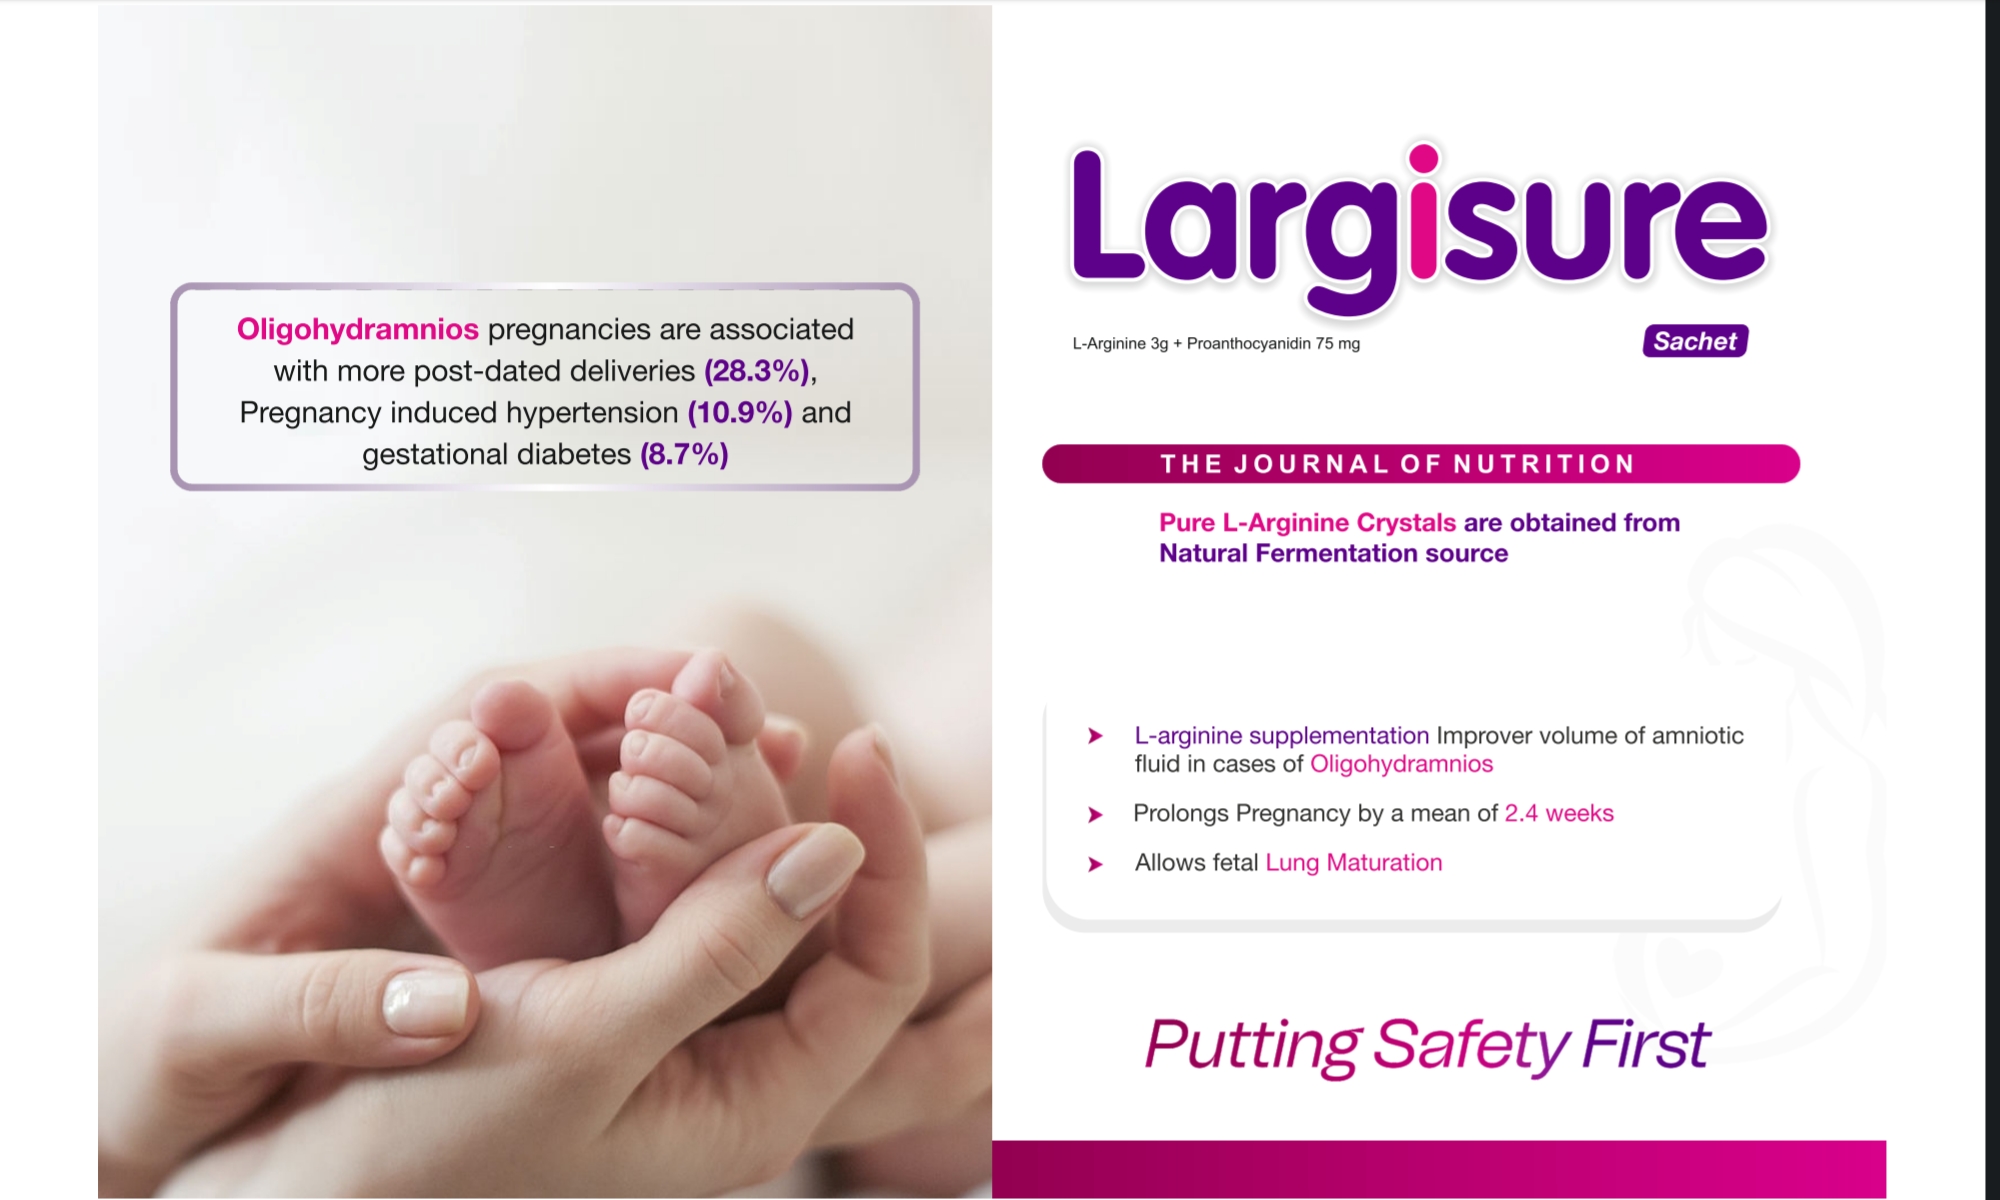 Oligohydramnios pregnancies are associated
with more post-dated deliveries (28.3%),
Pregnancy induced hypertension (10.9%) and
gestational diabetes (8.7%)
Largisure
L-Arginine 3g + Proanthocyanidin 75 mg
Sachet
THE JOURNAL OF NUTRITION
Pure L-Arginine Crystals are obtained from
Natural Fermentation source
➤ L-arginine supplementation Improver volume of amniotic
fluid in cases of Oligohydramnios
➤ Prolongs Pregnancy by a mean of 2.4 weeks
➤ Allows fetal Lung Maturation
Putting Safety First